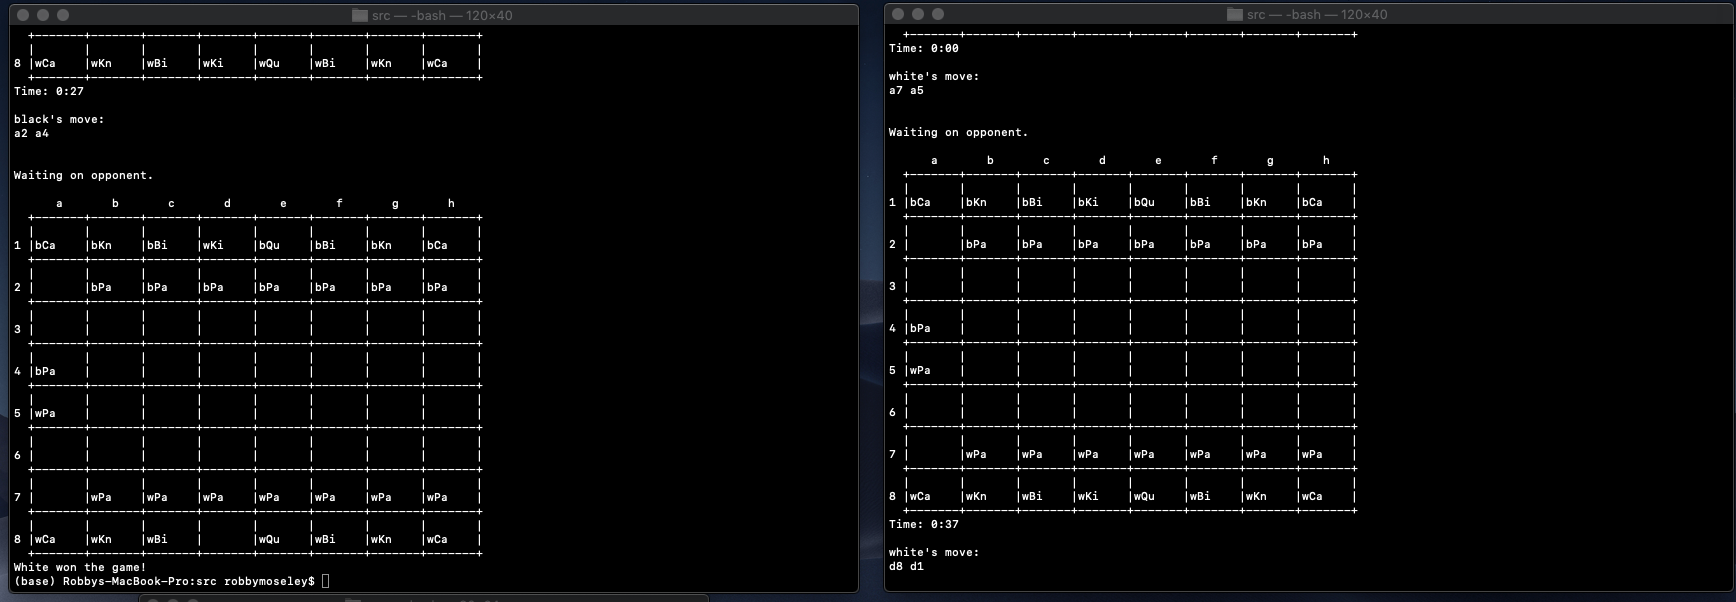 src — -bash — 120×40
8 |wCa |wKn |wBi |wKi |wQu |wBi |wKn |wCa |
Time: 0:27
black's move:
a2 a4
Waiting on opponent.
a b c d e f g h
1 |bCa |bKn |bBi |wKi |bQu |bBi |bKn |bCa |
2 | |bPa |bPa |bPa |bPa |bPa |bPa |bPa |
3 | | | | | | | | |
4 |bPa | | | | | | | |
5 |wPa | | | | | | | |
6 | | | | | | | | |
7 | |wPa |wPa |wPa |wPa |wPa |wPa |wPa |
8 |wCa |wKn |wBi | |wQu |wBi |wKn |wCa |
White won the game!
(base) Robbys-MacBook-Pro:src robbymoseley$
src — -bash — 120×40
Time: 0:00
white's move:
a7 a5
Waiting on opponent.
a b c d e f g h
1 |bCa |bKn |bBi |bKi |bQu |bBi |bKn |bCa |
2 | |bPa |bPa |bPa |bPa |bPa |bPa |bPa |
3 | | | | | | | | |
4 |bPa | | | | | | | |
5 |wPa | | | | | | | |
6 | | | | | | | | |
7 | |wPa |wPa |wPa |wPa |wPa |wPa |wPa |
8 |wCa |wKn |wBi |wKi |wQu |wBi |wKn |wCa |
Time: 0:37
white's move:
d8 d1